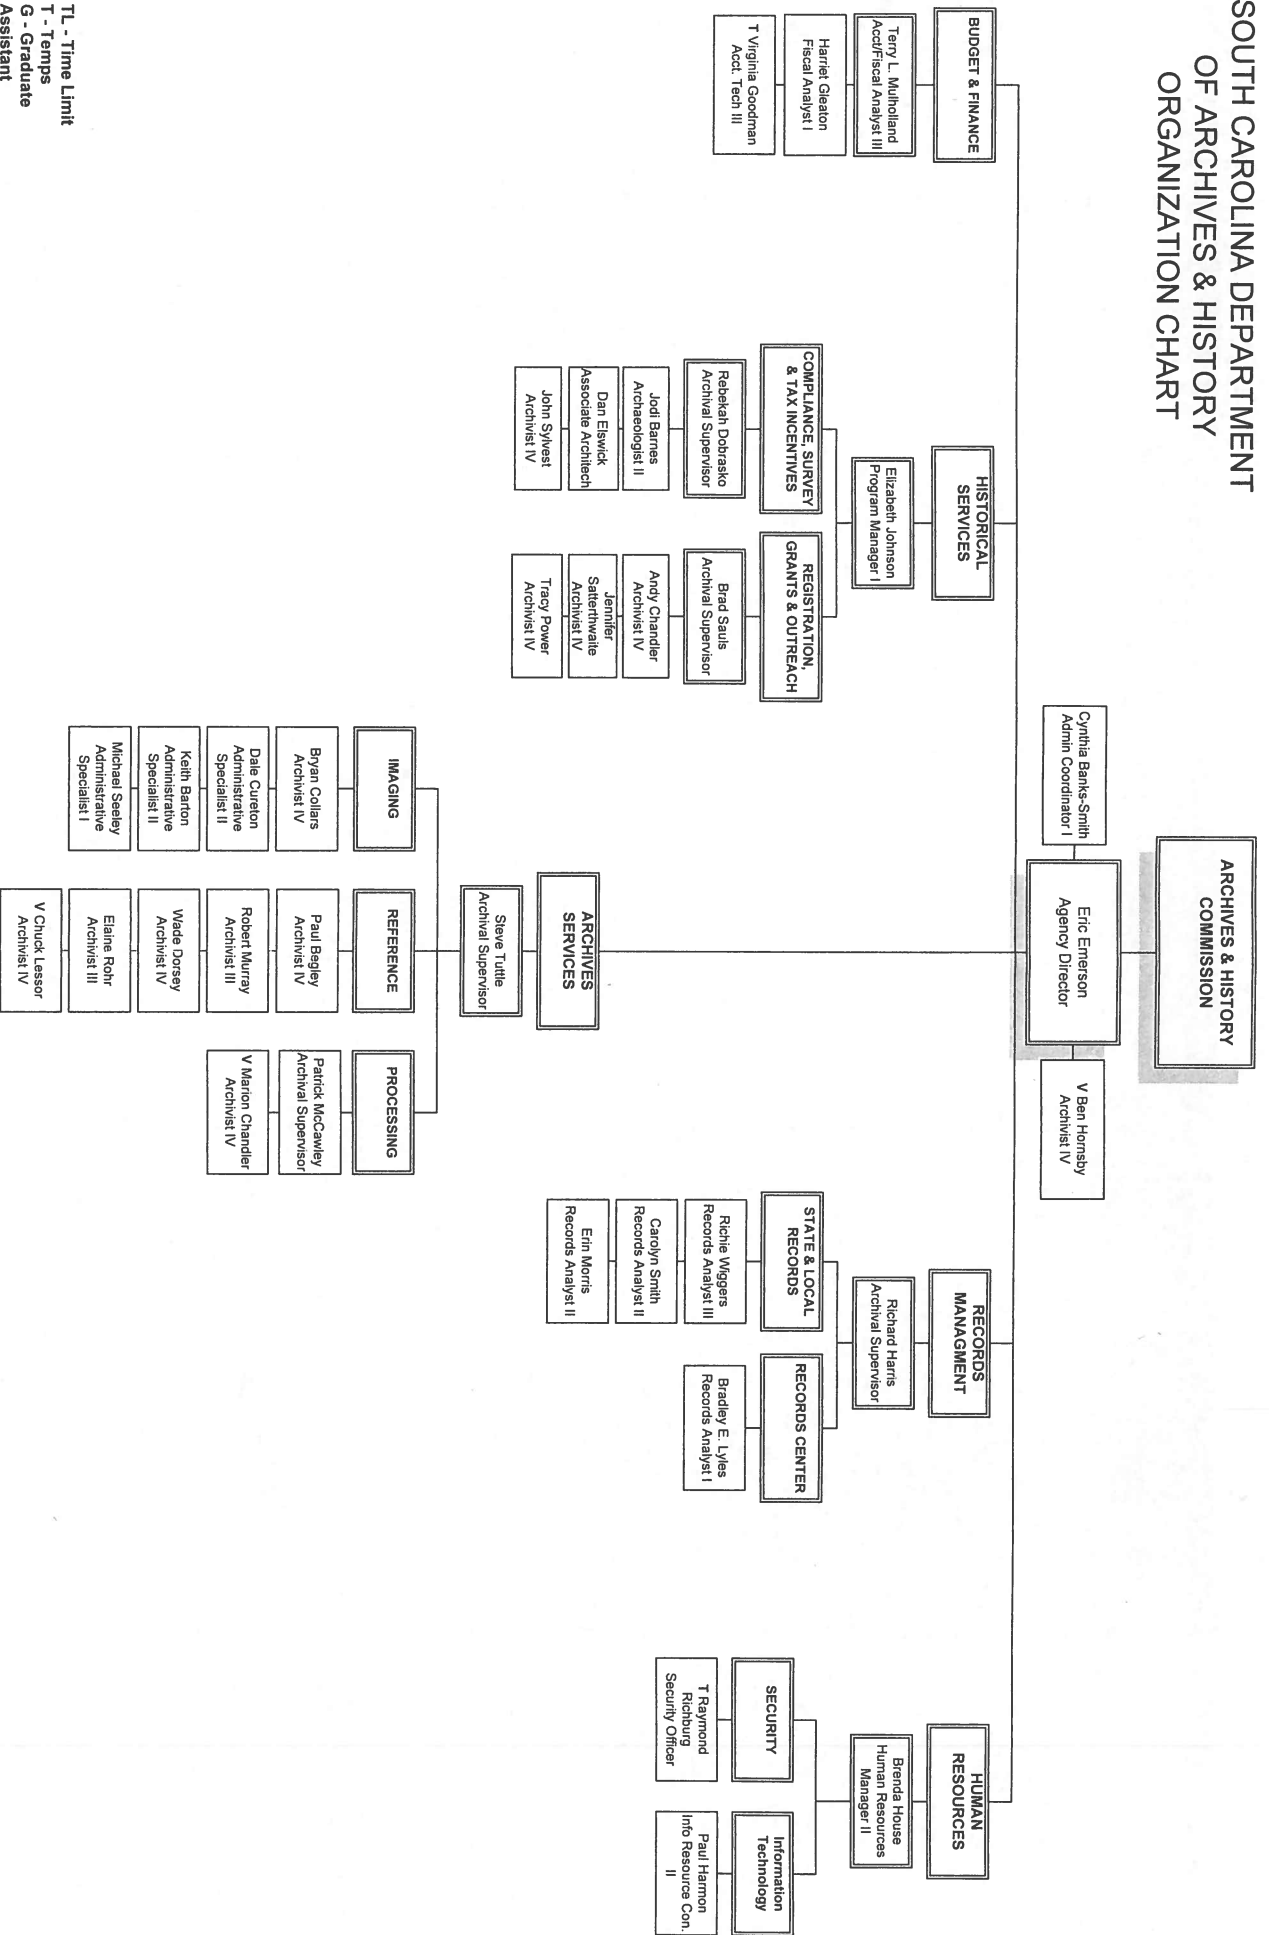 SOUTH CAROLINA DEPARTMENT
OF ARCHIVES & HISTORY
ORGANIZATION CHART
ARCHIVES & HISTORY
COMMISSION
Cynthia Banks-Smith
Admin Coordinator I
Eric Emerson
Agency Director
V Ben Hornsby
Archivist IV
BUDGET & FINANCE
Terry L. Mulholland
Acct/Fiscal Analyst III
Harriet Gleaton
Fiscal Analyst I
T Virginia Goodman
Acct. Tech III
HISTORICAL
SERVICES
Elizabeth Johnson
Program Manager I
COMPLIANCE, SURVEY
& TAX INCENTIVES
Rebekah Dobrasko
Archival Supervisor
Jodi Barnes
Archaeologist II
Dan Elswick
Associate Architech
John Sylvest
Archivist IV
REGISTRATION,
GRANTS & OUTREACH
Brad Sauls
Archival Supervisor
Andy Chandler
Archivist IV
Jennifer
Satterthwaite
Archivist IV
Tracy Power
Archivist IV
ARCHIVES
SERVICES
Steve Tuttle
Archival Supervisor
IMAGING
Bryan Collars
Archivist IV
Dale Cureton
Administrative
Specialist II
Keith Barton
Administrative
Specialist II
Michael Seeley
Administrative
Specialist I
REFERENCE
Paul Begley
Archivist IV
Robert Murray
Archivist III
Wade Dorsey
Archivist IV
Elaine Rohr
Archivist III
V Chuck Lessor
Archivist IV
PROCESSING
Patrick McCawley
Archival Supervisor
V Marion Chandler
Archivist IV
RECORDS
MANAGMENT
Richard Harris
Archival Supervisor
STATE & LOCAL
RECORDS
Richie Wiggers
Records Analyst III
Carolyn Smith
Records Analyst II
Erin Morris
Records Analyst II
RECORDS CENTER
Bradley E. Lyles
Records Analyst I
HUMAN
RESOURCES
Brenda House
Human Resources
Manager II
SECURITY
T Raymond
Richburg
Security Officer
Information
Technology
Paul Harmon
Info Resource Con.
II
TL - Time Limit
T - Temps
G - Graduate
Assistant